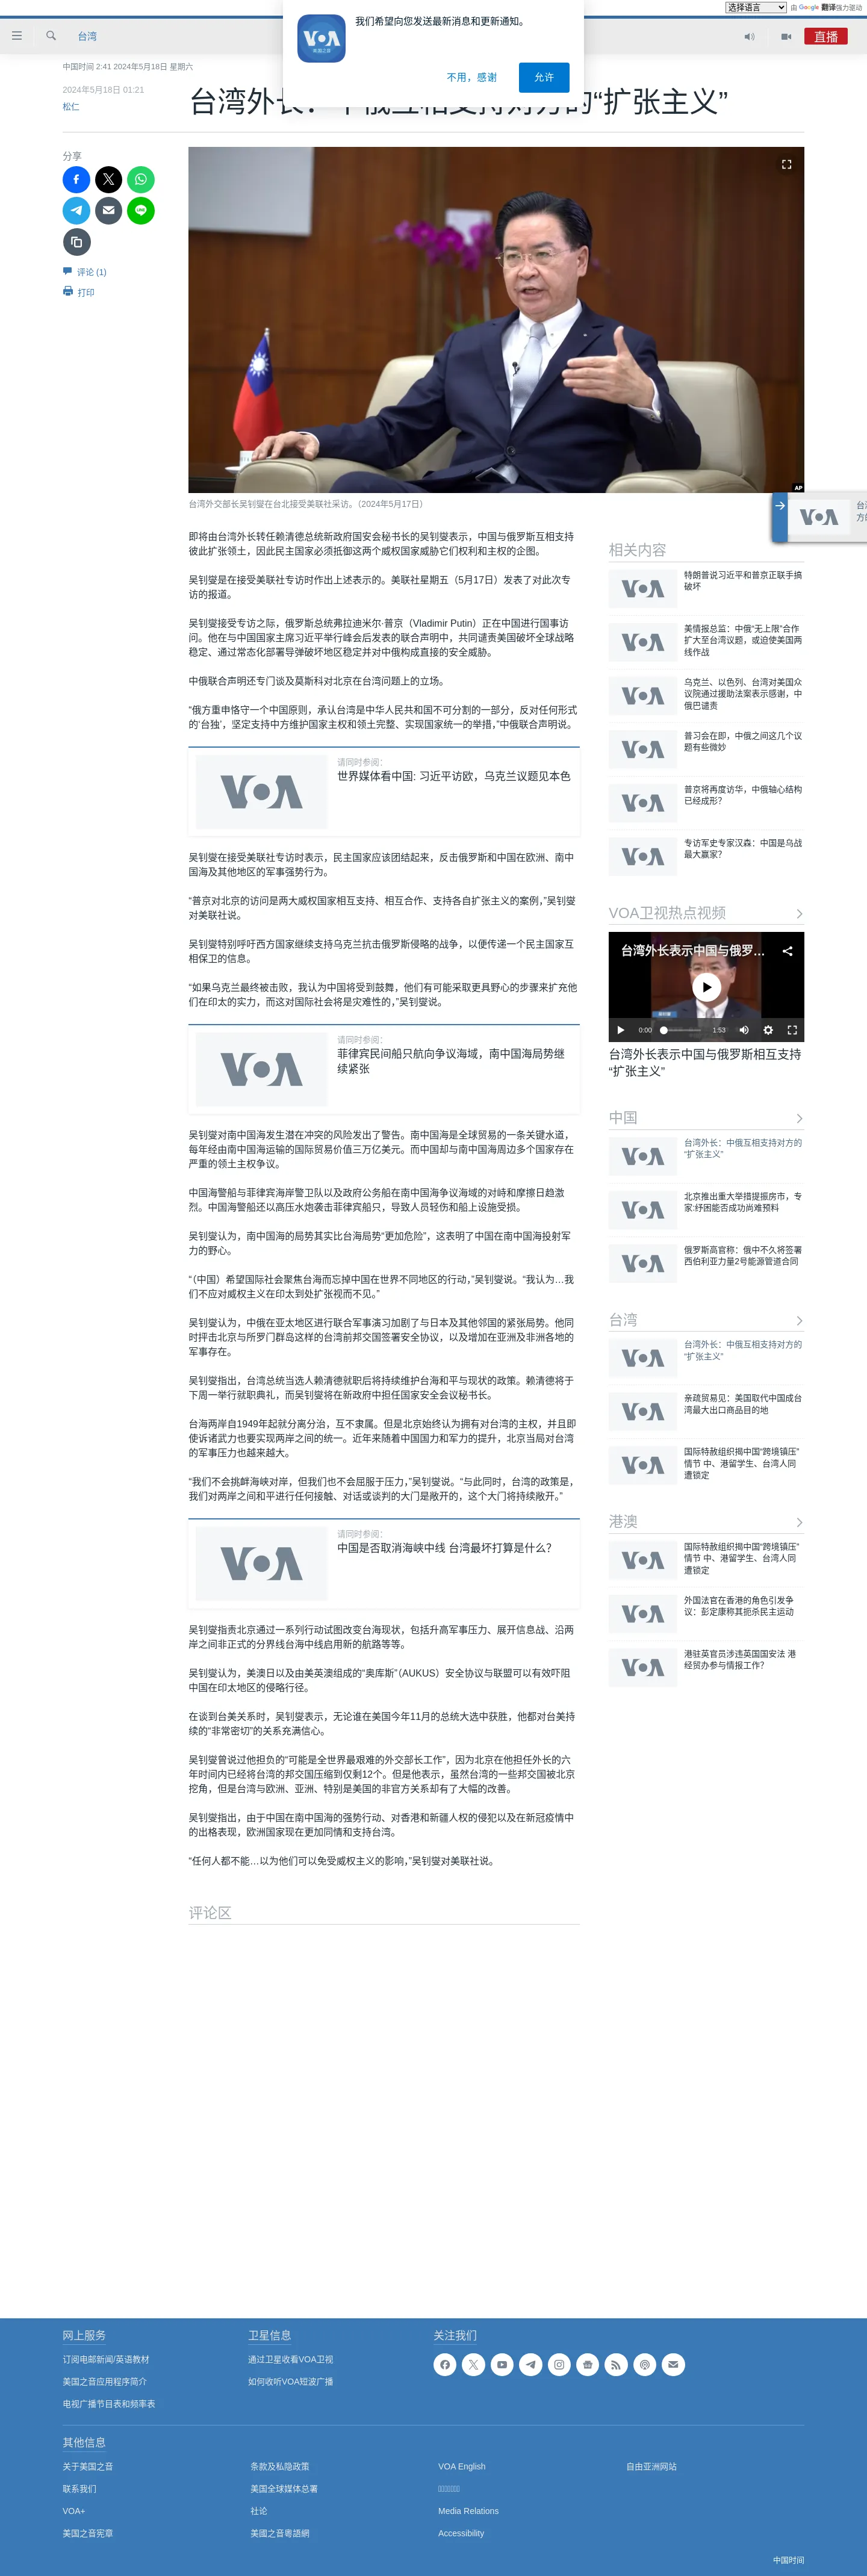 选择语言 由 Google 翻译强力驱动
我们希望向您发送最新消息和更新通知。
不用，感谢
允许
台湾
直播
中国时间 2:41 2024年5月18日 星期六
2024年5月18日 01:21
松仁
台湾外长：中俄互相支持对方的“扩张主义”
分享
评论 (1)
打印
AP
台湾外交部长吴钊燮在台北接受美联社采访。（2024年5月17日）
即将由台湾外长转任赖清德总统新政府国安会秘书长的吴钊燮表示，中国与俄罗斯互相支持
彼此扩张领土，因此民主国家必须抵御这两个威权国家威胁它们权利和主权的企图。
吴钊燮是在接受美联社专访时作出上述表示的。美联社星期五（5月17日）发表了对此次专
访的报道。
吴钊燮接受专访之际，俄罗斯总统弗拉迪米尔·普京（Vladimir Putin）正在中国进行国事访
问。他在与中国国家主席习近平举行峰会后发表的联合声明中，共同谴责美国破坏全球战略
稳定、通过常态化部署导弹破坏地区稳定并对中俄构成直接的安全威胁。
中俄联合声明还专门谈及莫斯科对北京在台湾问题上的立场。
“俄方重申恪守一个中国原则，承认台湾是中华人民共和国不可分割的一部分，反对任何形式
的‘台独’，坚定支持中方维护国家主权和领土完整、实现国家统一的举措，”中俄联合声明说。
请同时参阅：
世界媒体看中国: 习近平访欧，乌克兰议题见本色
吴钊燮在接受美联社专访时表示，民主国家应该团结起来，反击俄罗斯和中国在欧洲、南中
国海及其他地区的军事强势行为。
“普京对北京的访问是两大威权国家相互支持、相互合作、支持各自扩张主义的案例，”吴钊燮
对美联社说。
吴钊燮特别呼吁西方国家继续支持乌克兰抗击俄罗斯侵略的战争，以便传递一个民主国家互
相保卫的信息。
“如果乌克兰最终被击败，我认为中国将受到鼓舞，他们有可能采取更具野心的步骤来扩充他
们在印太的实力，而这对国际社会将是灾难性的，”吴钊燮说。
请同时参阅：
菲律宾民间船只航向争议海域，南中国海局势继
续紧张
吴钊燮对南中国海发生潜在冲突的风险发出了警告。南中国海是全球贸易的一条关键水道，
每年经由南中国海运输的国际贸易价值三万亿美元。而中国却与南中国海周边多个国家存在
严重的领土主权争议。
中国海警船与菲律宾海岸警卫队以及政府公务船在南中国海争议海域的对峙和摩擦日趋激
烈。中国海警船还以高压水炮袭击菲律宾船只，导致人员轻伤和船上设施受损。
吴钊燮认为，南中国海的局势其实比台海局势“更加危险”，这表明了中国在南中国海投射军
力的野心。
“（中国）希望国际社会聚焦台海而忘掉中国在世界不同地区的行动，”吴钊燮说。“我认为…我
们不应对威权主义在印太到处扩张视而不见。”
吴钊燮认为，中俄在亚太地区进行联合军事演习加剧了与日本及其他邻国的紧张局势。他同
时抨击北京与所罗门群岛这样的台湾前邦交国签署安全协议，以及增加在亚洲及非洲各地的
军事存在。
吴钊燮指出，台湾总统当选人赖清德就职后将持续维护台海和平与现状的政策。赖清德将于
下周一举行就职典礼，而吴钊燮将在新政府中担任国家安全会议秘书长。
台海两岸自1949年起就分离分治，互不隶属。但是北京始终认为拥有对台湾的主权，并且即
使诉诸武力也要实现两岸之间的统一。近年来随着中国国力和军力的提升，北京当局对台湾
的军事压力也越来越大。
“我们不会挑衅海峡对岸，但我们也不会屈服于压力，”吴钊燮说。“与此同时，台湾的政策是，
我们对两岸之间和平进行任何接触、对话或谈判的大门是敞开的，这个大门将持续敞开。”
请同时参阅：
中国是否取消海峡中线 台湾最坏打算是什么？
吴钊燮指责北京通过一系列行动试图改变台海现状，包括升高军事压力、展开信息战、沿两
岸之间非正式的分界线台海中线启用新的航路等等。
吴钊燮认为，美澳日以及由美英澳组成的“奥库斯”（AUKUS）安全协议与联盟可以有效吓阻
中国在印太地区的侵略行径。
在谈到台美关系时，吴钊燮表示，无论谁在美国今年11月的总统大选中获胜，他都对台美持
续的“非常密切”的关系充满信心。
吴钊燮曾说过他担负的“可能是全世界最艰难的外交部长工作”，因为北京在他担任外长的六
年时间内已经将台湾的邦交国压缩到仅剩12个。但是他表示，虽然台湾的一些邦交国被北京
挖角，但是台湾与欧洲、亚洲、特别是美国的非官方关系却有了大幅的改善。
吴钊燮指出，由于中国在南中国海的强势行动、对香港和新疆人权的侵犯以及在新冠疫情中
的出格表现，欧洲国家现在更加同情和支持台湾。
“任何人都不能…以为他们可以免受威权主义的影响，”吴钊燮对美联社说。
评论区
相关内容
特朗普说习近平和普京正联手搞
破坏
美情报总监：中俄“无上限”合作
扩大至台湾议题，或迫使美国两
线作战
乌克兰、以色列、台湾对美国众
议院通过援助法案表示感谢，中
俄巴谴责
普习会在即，中俄之间这几个议
题有些微妙
普京将再度访华，中俄轴心结构
已经成形？
专访军史专家汉森：中国是乌战
最大赢家？
VOA卫视热点视频
台湾外长表示中国与俄罗…
0:00 1:53
台湾外长表示中国与俄罗斯相互支持
“扩张主义”
中国
台湾外长：中俄互相支持对方的
“扩张主义”
北京推出重大举措提振房市，专
家:纾困能否成功尚难预料
俄罗斯高官称：俄中不久将签署
西伯利亚力量2号能源管道合同
台湾
台湾外长：中俄互相支持对方的
“扩张主义”
亲疏贸易见：美国取代中国成台
湾最大出口商品目的地
国际特赦组织揭中国“跨境镇压”
情节 中、港留学生、台湾人同
遭锁定
港澳
国际特赦组织揭中国“跨境镇压”
情节 中、港留学生、台湾人同
遭锁定
外国法官在香港的角色引发争
议：彭定康称其扼杀民主运动
港驻英官员涉违英国国安法 港
经贸办参与情报工作？
网上服务
订阅电邮新闻/英语教材
美国之音应用程序简介
电视广播节目表和频率表
卫星信息
通过卫星收看VOA卫视
如何收听VOA短波广播
关注我们
其他信息
关于美国之音
联系我们
VOA+
美国之音宪章
条款及私隐政策
美国全球媒体总署
社论
美國之音粵語網
VOA English
Media Relations
Accessibility
自由亚洲网站
中国时间